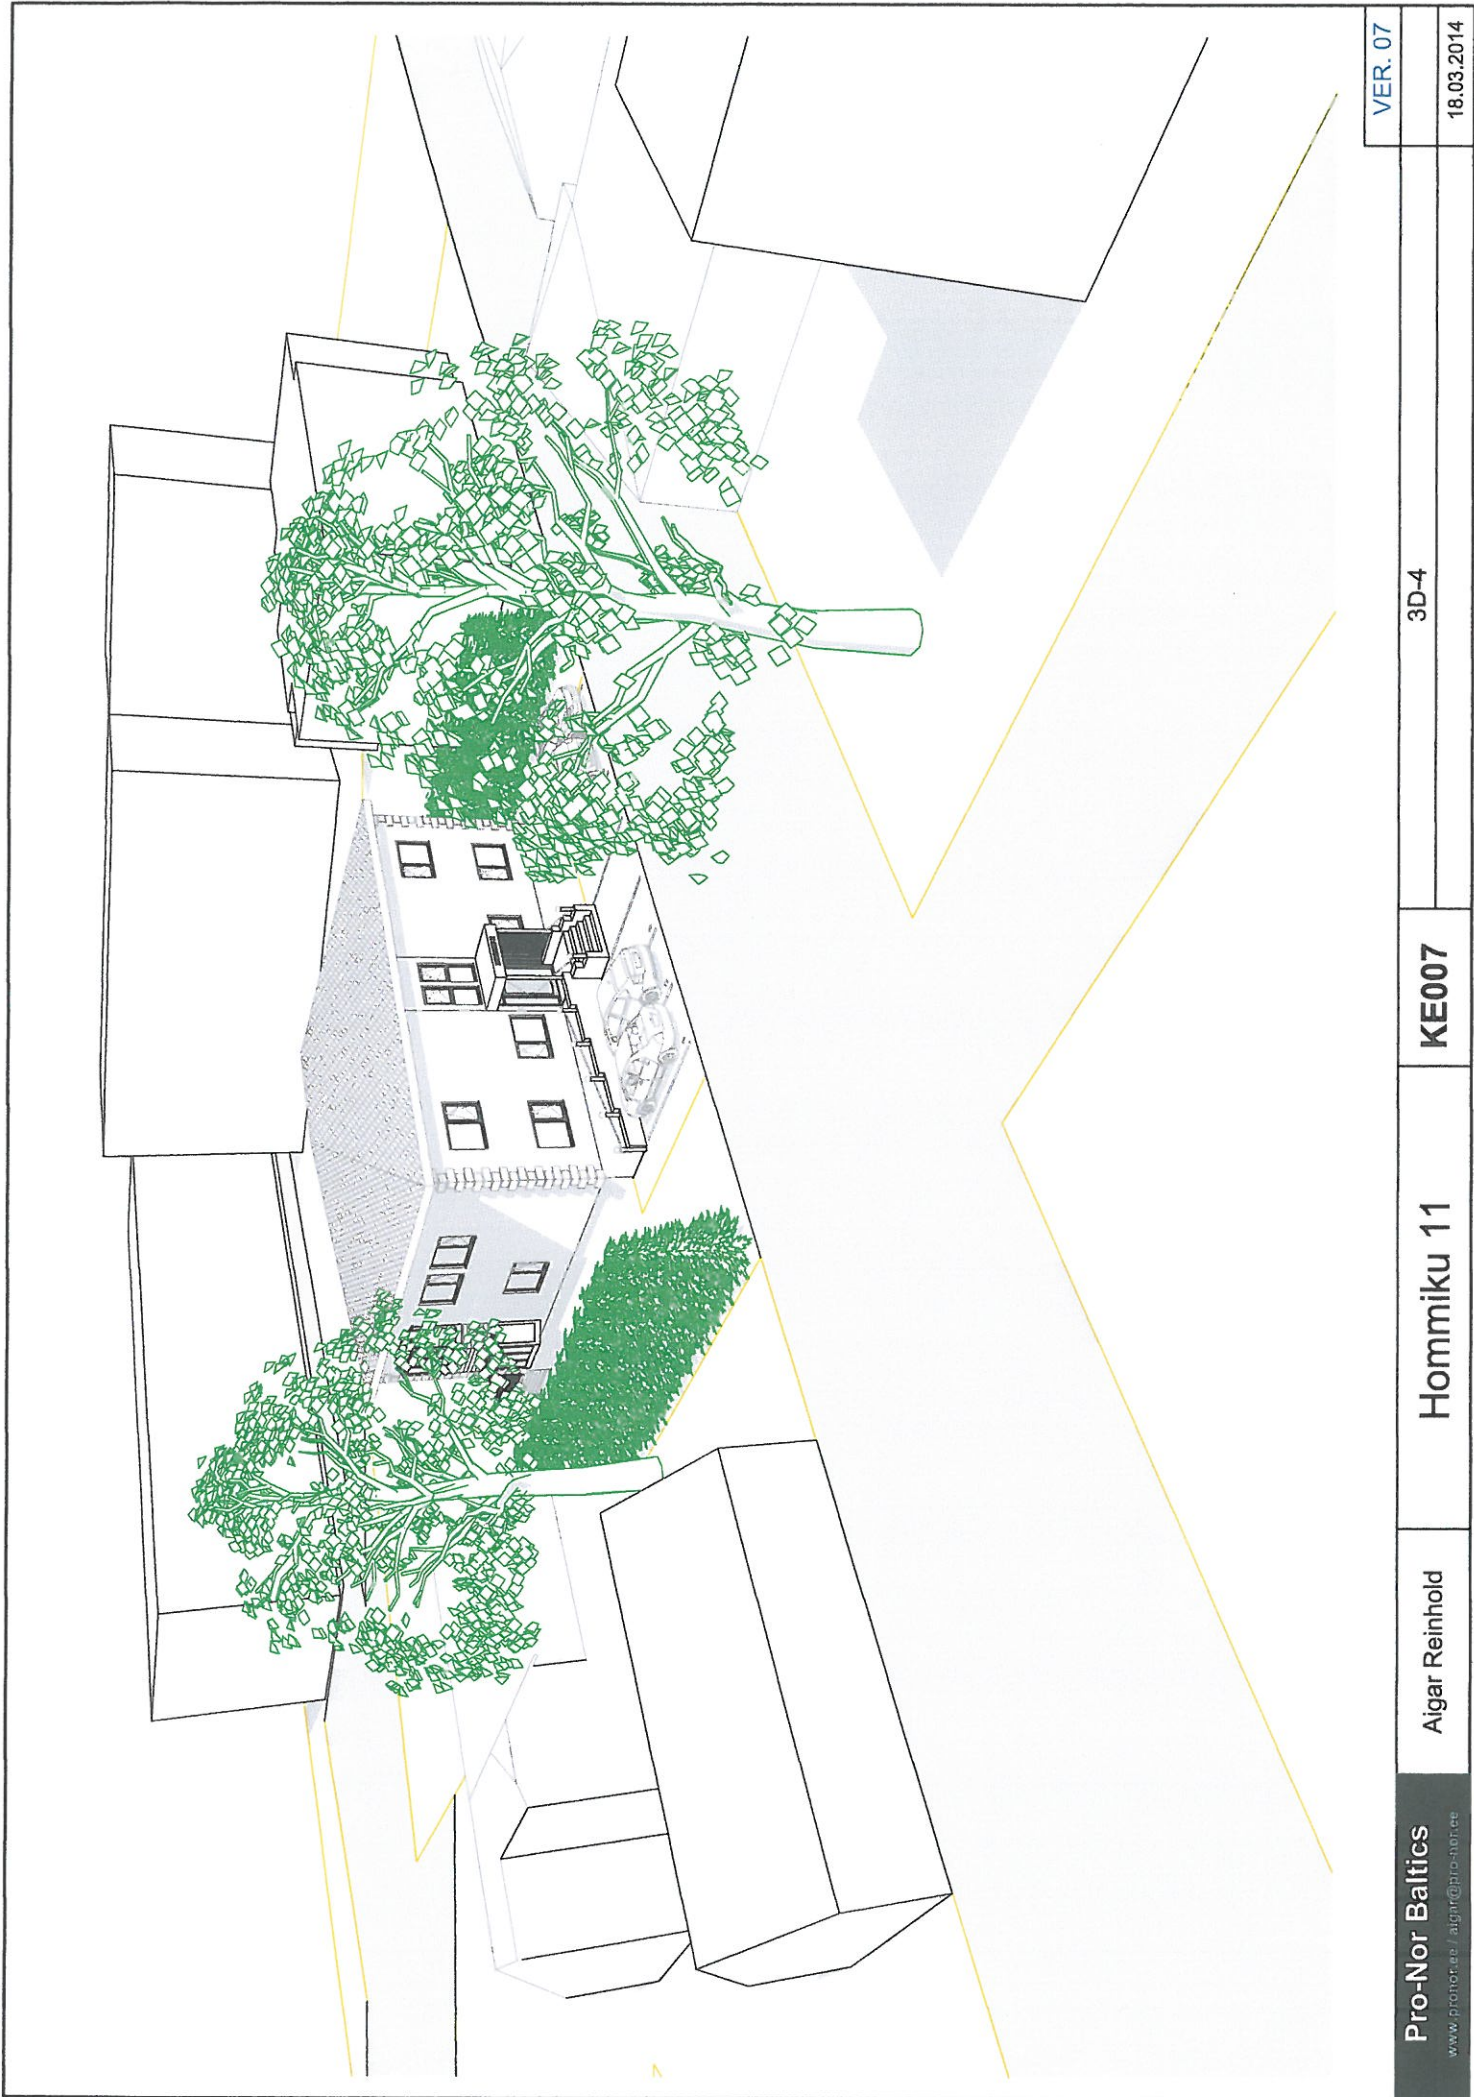 VER. 07
Pro-Nor Baltics
www.pronor.ee / aigar@pro-nor.ee
Aigar Reinhold
Hommiku 11
KE007
3D-4
18.03.2014